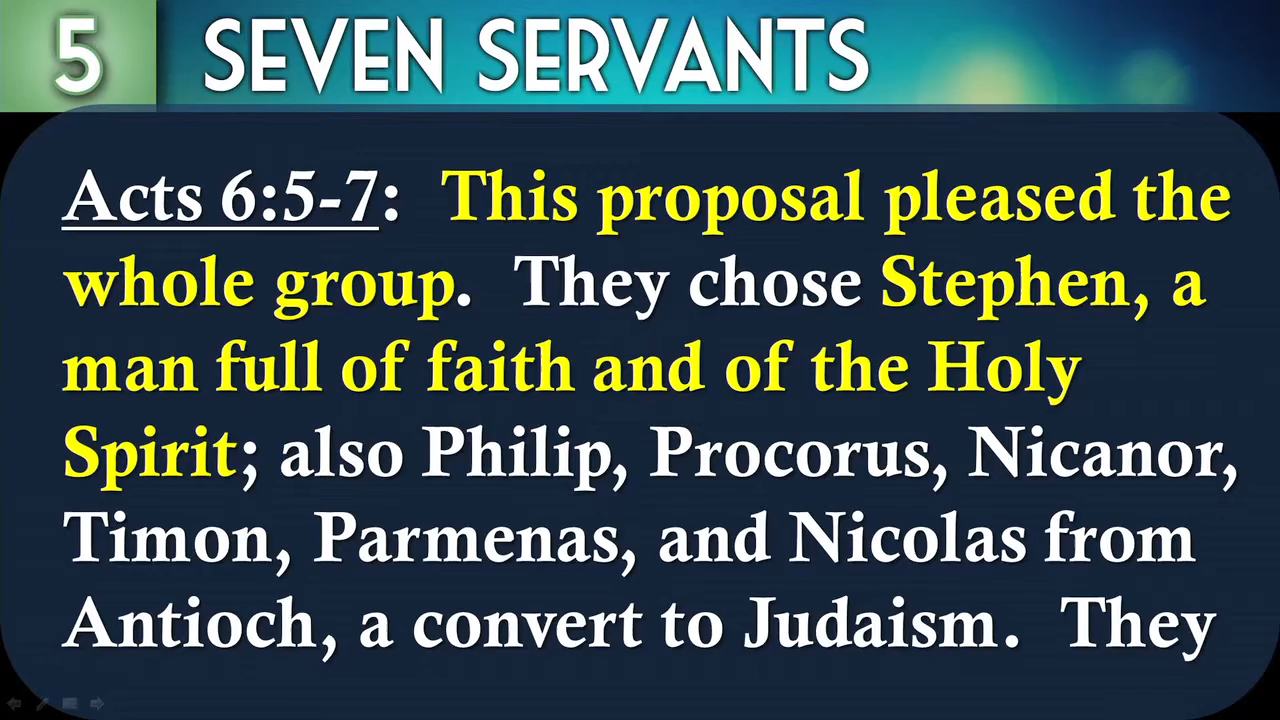 5 SEVEN SERVANTS
Acts 6:5-7: This proposal pleased the
whole group. They chose Stephen, a
man full of faith and of the Holy
Spirit; also Philip, Procorus, Nicanor,
Timon, Parmenas, and Nicolas from
Antioch, a convert to Judaism. They